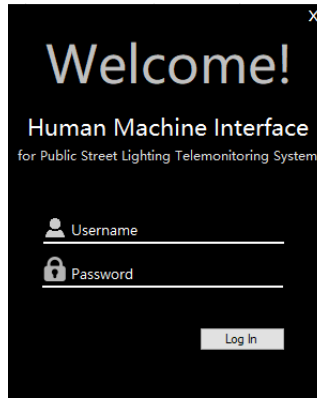 X
Welcome!
Human Machine Interface
for Public Street Lighting Telemonitoring System
Username
Password
Log In